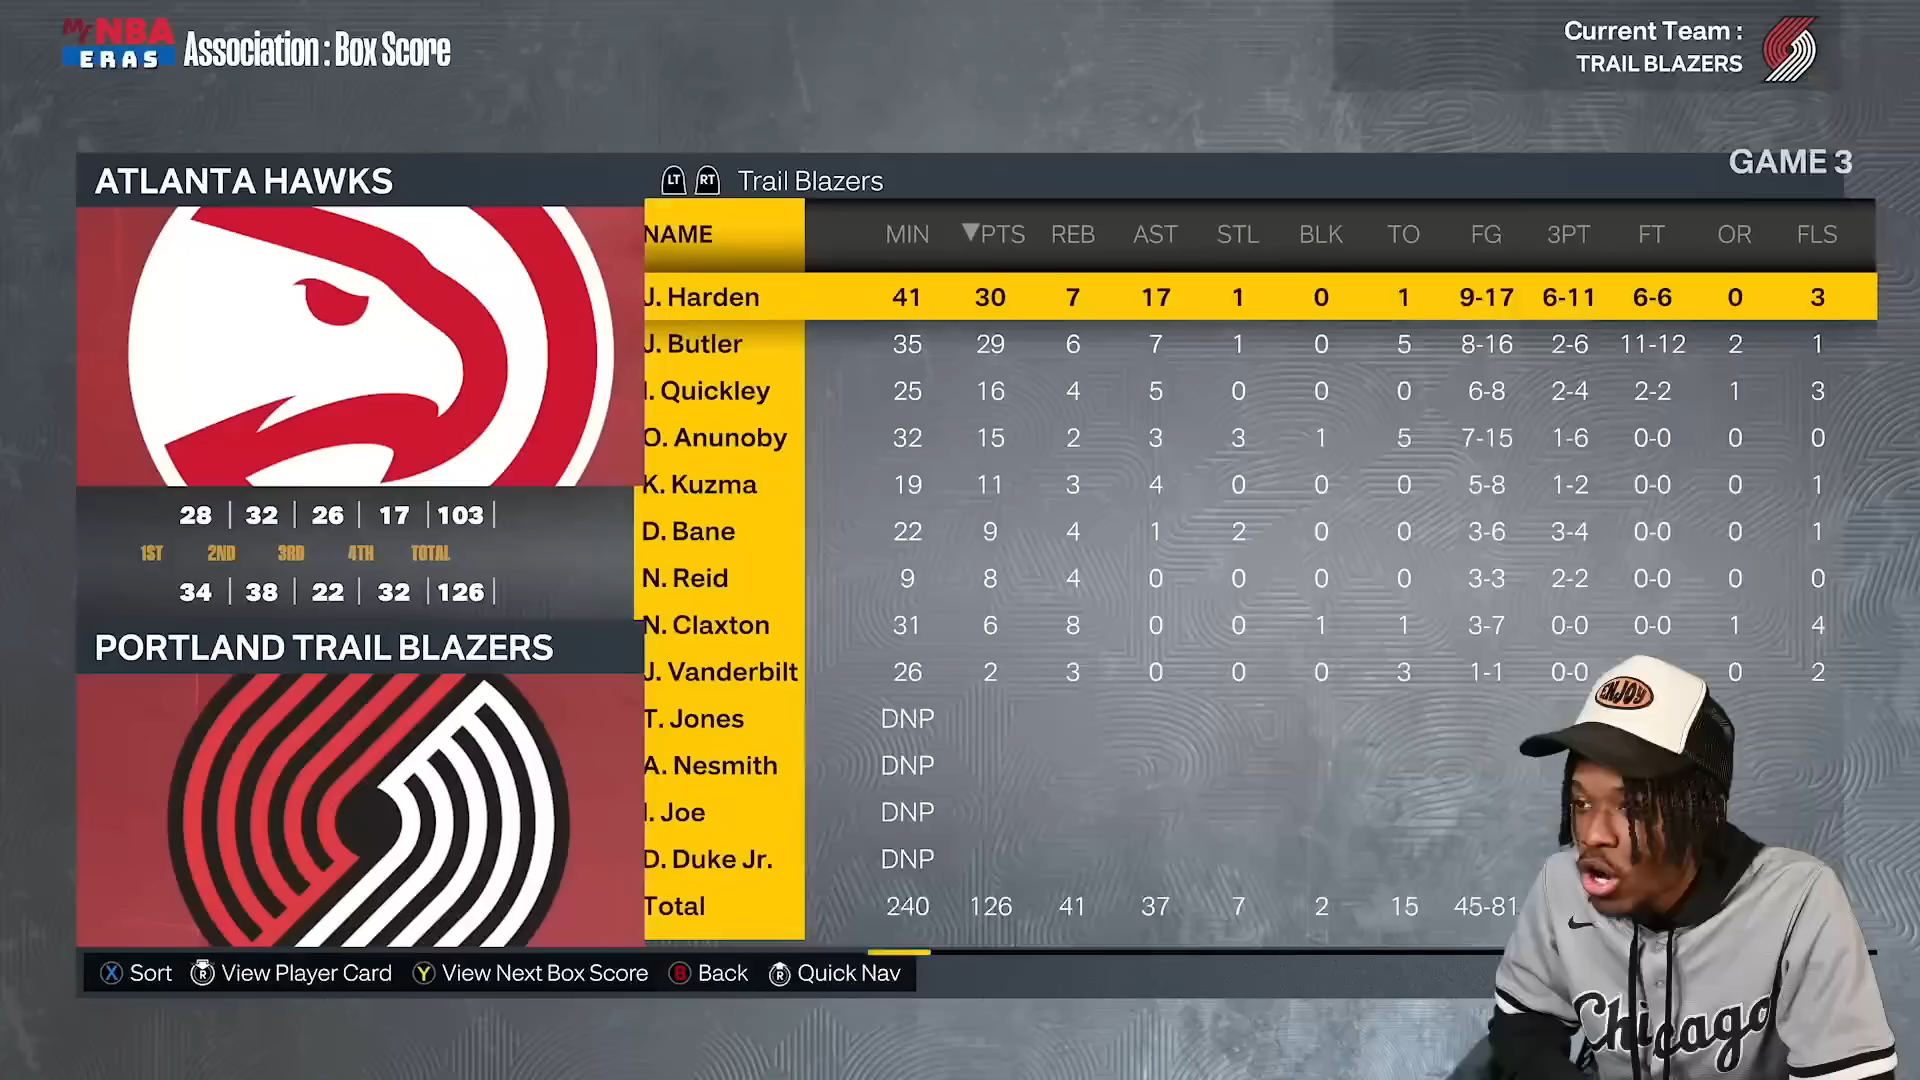 MyNBA ERAS Association : Box Score
Current Team :
TRAIL BLAZERS
GAME 3
ATLANTA HAWKS
28 | 32 | 26 | 17 | 103 |
1ST 2ND 3RD 4TH TOTAL
34 | 38 | 22 | 32 | 126 |
PORTLAND TRAIL BLAZERS
LT RT Trail Blazers
NAME MIN ▼PTS REB AST STL BLK TO FG 3PT FT OR FLS
J. Harden 41 30 7 17 1 0 1 9-17 6-11 6-6 0 3
J. Butler 35 29 6 7 1 0 5 8-16 2-6 11-12 2 1
I. Quickley 25 16 4 5 0 0 0 6-8 2-4 2-2 1 3
O. Anunoby 32 15 2 3 3 1 5 7-15 1-6 0-0 0 0
K. Kuzma 19 11 3 4 0 0 0 5-8 1-2 0-0 0 1
D. Bane 22 9 4 1 2 0 0 3-6 3-4 0-0 0 1
N. Reid 9 8 4 0 0 0 0 3-3 2-2 0-0 0 0
N. Claxton 31 6 8 0 0 1 1 3-7 0-0 0-0 1 4
J. Vanderbilt 26 2 3 0 0 0 3 1-1 0-0 0 2
T. Jones DNP
A. Nesmith DNP
I. Joe DNP
D. Duke Jr. DNP
Total 240 126 41 37 7 2 15 45-81
X Sort R View Player Card Y View Next Box Score B Back R Quick Nav
ENJOY
Chicago